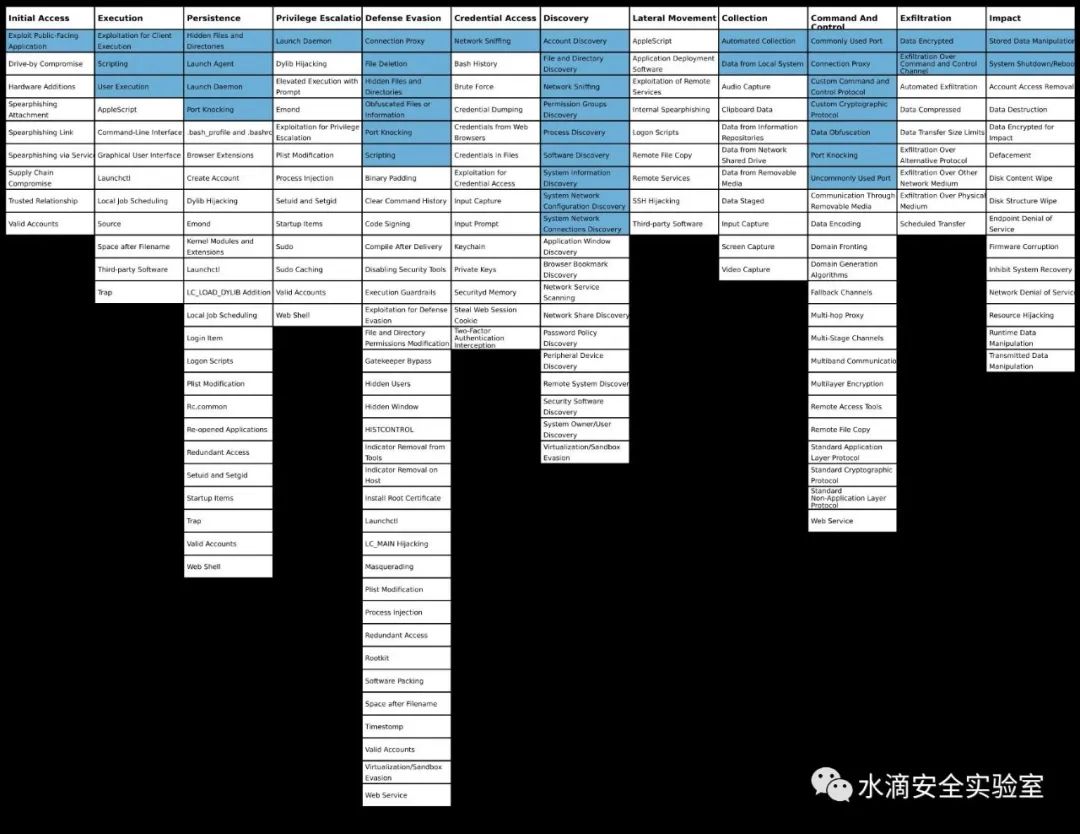 Initial Access
Exploit Public-Facing
Application
Drive-by Compromise
Hardware Additions
Spearphishing
Attachment
Spearphishing Link
Spearphishing via Servic
Supply Chain
Compromise
Trusted Relationship
Valid Accounts
Execution
Exploitation for Client
Execution
Scripting
User Execution
AppleScript
Command-Line Interface
Graphical User Interface
Launchctl
Local Job Scheduling
Source
Space after Filename
Third-party Software
Trap
Persistence
Hidden Files and
Directories
Launch Agent
Launch Daemon
Port Knocking
.bash_profile and .bashrc
Browser Extensions
Create Account
Dylib Hijacking
Emond
Kernel Modules and
Extensions
Launchctl
LC_LOAD_DYLIB Addition
Local Job Scheduling
Login Item
Logon Scripts
Plist Modification
Rc.common
Re-opened Applications
Redundant Access
Setuid and Setgid
Startup Items
Trap
Valid Accounts
Web Shell
Privilege Escalatio
Launch Daemon
Dylib Hijacking
Elevated Execution with
Prompt
Emond
Exploitation for Privilege
Escalation
Plist Modification
Process Injection
Setuid and Setgid
Startup Items
Sudo
Sudo Caching
Valid Accounts
Web Shell
Defense Evasion
Connection Proxy
File Deletion
Hidden Files and
Directories
Obfuscated Files or
Information
Port Knocking
Scripting
Binary Padding
Clear Command History
Code Signing
Compile After Delivery
Disabling Security Tools
Execution Guardrails
Exploitation for Defense
Evasion
File and Directory
Permissions Modification
Gatekeeper Bypass
Hidden Users
Hidden Window
HISTCONTROL
Indicator Removal from
Tools
Indicator Removal on
Host
Install Root Certificate
Launchctl
LC_MAIN Hijacking
Masquerading
Plist Modification
Process Injection
Redundant Access
Rootkit
Software Packing
Space after Filename
Timestomp
Valid Accounts
Virtualization/Sandbox
Evasion
Web Service
Credential Access
Network Sniffing
Bash History
Brute Force
Credential Dumping
Credentials from Web
Browsers
Credentials in Files
Exploitation for
Credential Access
Input Capture
Input Prompt
Keychain
Private Keys
Securityd Memory
Steal Web Session
Cookie
Two-Factor
Authentication
Interception
Discovery
Account Discovery
File and Directory
Discovery
Network Sniffing
Permission Groups
Discovery
Process Discovery
Software Discovery
System Information
Discovery
System Network
Configuration Discovery
System Network
Connections Discovery
Application Window
Discovery
Browser Bookmark
Discovery
Network Service
Scanning
Network Share Discovery
Password Policy
Discovery
Peripheral Device
Discovery
Remote System Discover
Security Software
Discovery
System Owner/User
Discovery
Virtualization/Sandbox
Evasion
Lateral Movement
AppleScript
Application Deployment
Software
Exploitation of Remote
Services
Internal Spearphishing
Logon Scripts
Remote File Copy
Remote Services
SSH Hijacking
Third-party Software
Collection
Automated Collection
Data from Local System
Audio Capture
Clipboard Data
Data from Information
Repositories
Data from Network
Shared Drive
Data from Removable
Media
Data Staged
Input Capture
Screen Capture
Video Capture
Command And
Control
Commonly Used Port
Connection Proxy
Custom Command and
Control Protocol
Custom Cryptographic
Protocol
Data Obfuscation
Port Knocking
Uncommonly Used Port
Communication Through
Removable Media
Data Encoding
Domain Fronting
Domain Generation
Algorithms
Fallback Channels
Multi-hop Proxy
Multi-Stage Channels
Multiband Communicatio
Multilayer Encryption
Remote Access Tools
Remote File Copy
Standard Application
Layer Protocol
Standard Cryptographic
Protocol
Standard
Non-Application Layer
Protocol
Web Service
Exfiltration
Data Encrypted
Exfiltration Over
Command and Control
Channel
Automated Exfiltration
Data Compressed
Data Transfer Size Limits
Exfiltration Over
Alternative Protocol
Exfiltration Over Other
Network Medium
Exfiltration Over Physical
Medium
Scheduled Transfer
Impact
Stored Data Manipulation
System Shutdown/Reboo
Account Access Removal
Data Destruction
Data Encrypted for
Impact
Defacement
Disk Content Wipe
Disk Structure Wipe
Endpoint Denial of
Service
Firmware Corruption
Inhibit System Recovery
Network Denial of Servic
Resource Hijacking
Runtime Data
Manipulation
Transmitted Data
Manipulation
水滴安全实验室